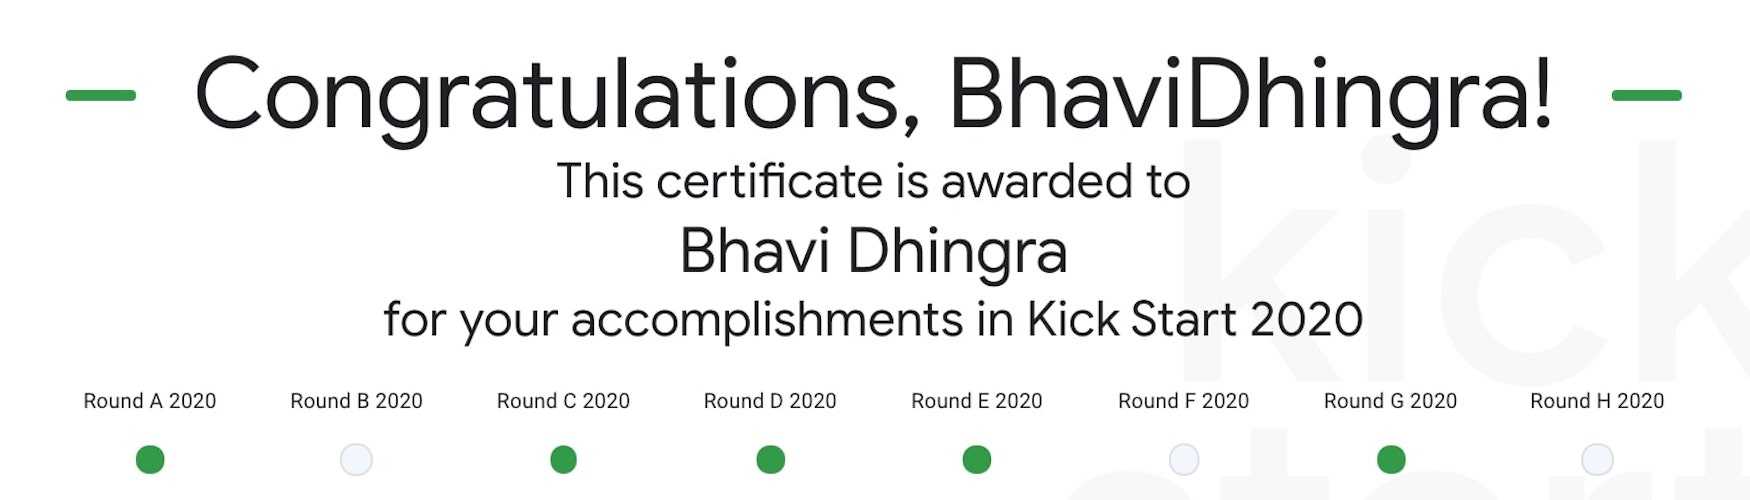 Congratulations, BhaviDhingra!
This certificate is awarded to
Bhavi Dhingra
for your accomplishments in Kick Start 2020
Round A 2020 Round B 2020 Round C 2020 Round D 2020 Round E 2020 Round F 2020 Round G 2020 Round H 2020
kick
start